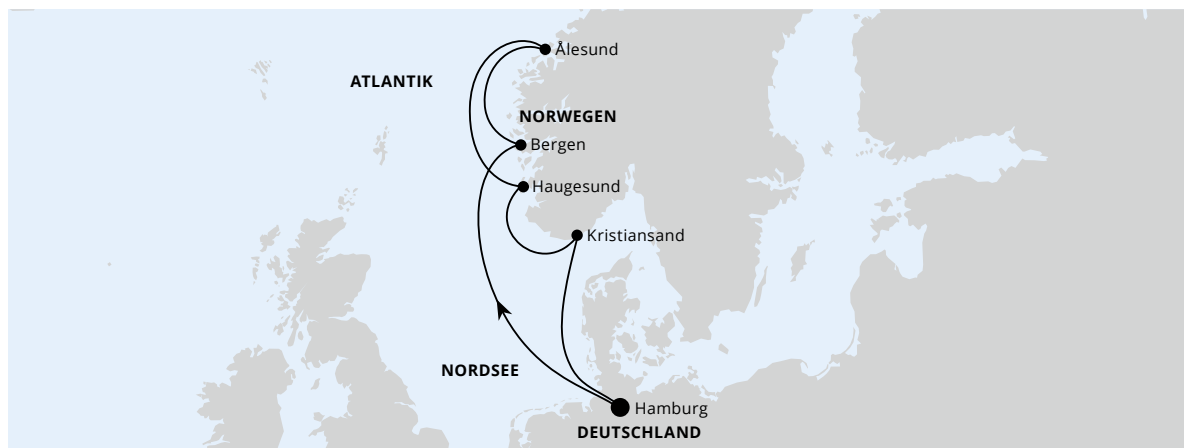 Ålesund
ATLANTIK
NORWEGEN
Bergen
Haugesund
Kristiansand
NORDSEE
Hamburg
DEUTSCHLAND